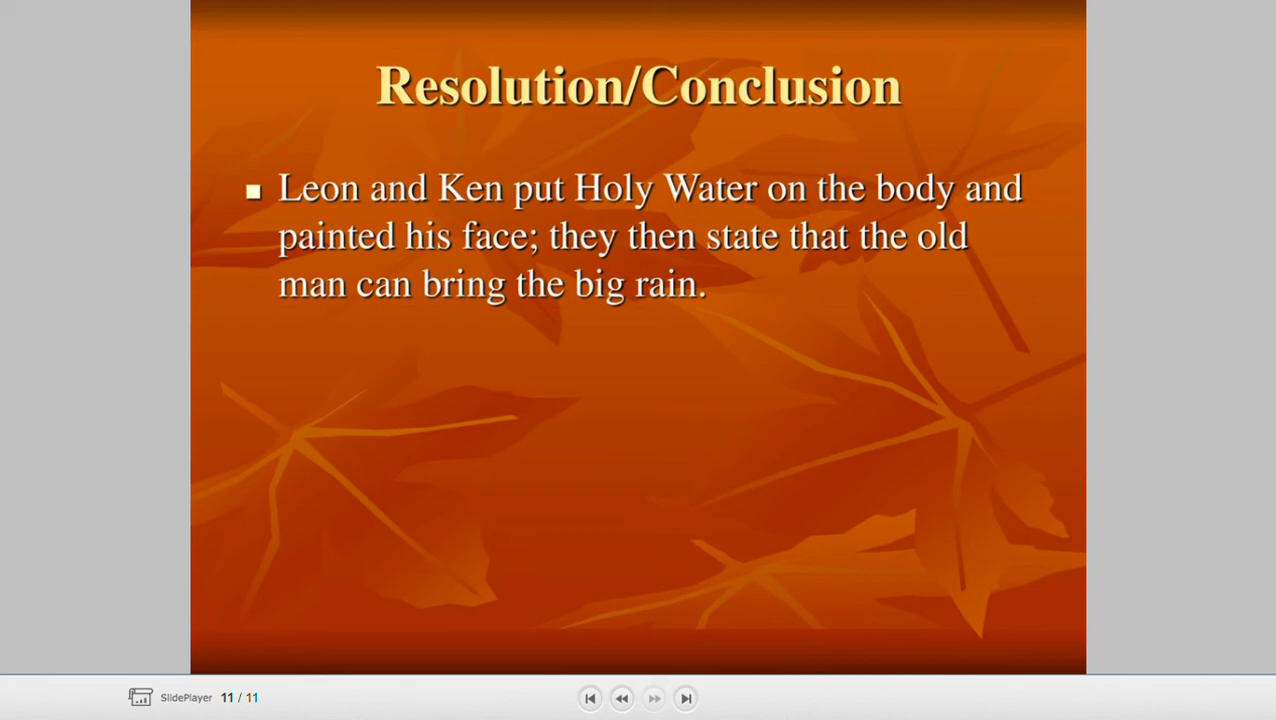 Resolution/Conclusion
Leon and Ken put Holy Water on the body and
painted his face; they then state that the old
man can bring the big rain.
SlidePlayer 11 / 11